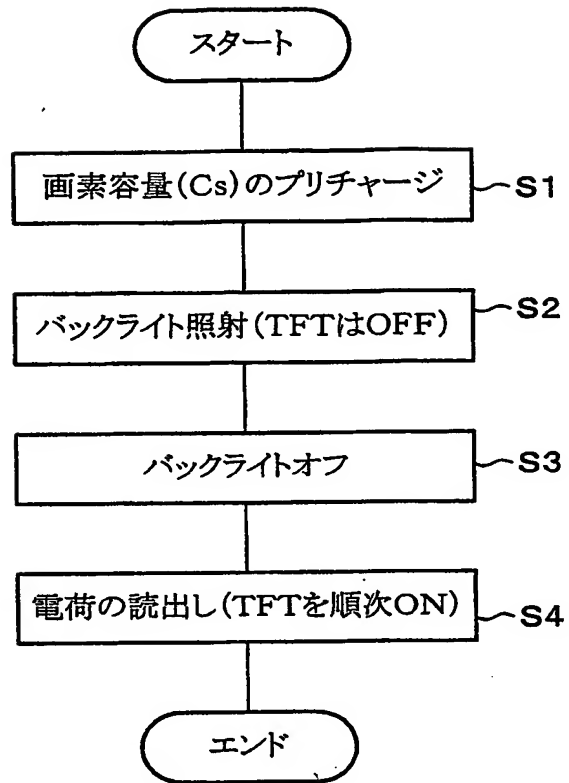 スタート
画素容量(Cs)のプリチャージ S1
バックライト照射(TFTはOFF) S2
バックライトオフ S3
電荷の読出し(TFTを順次ON) S4
エンド